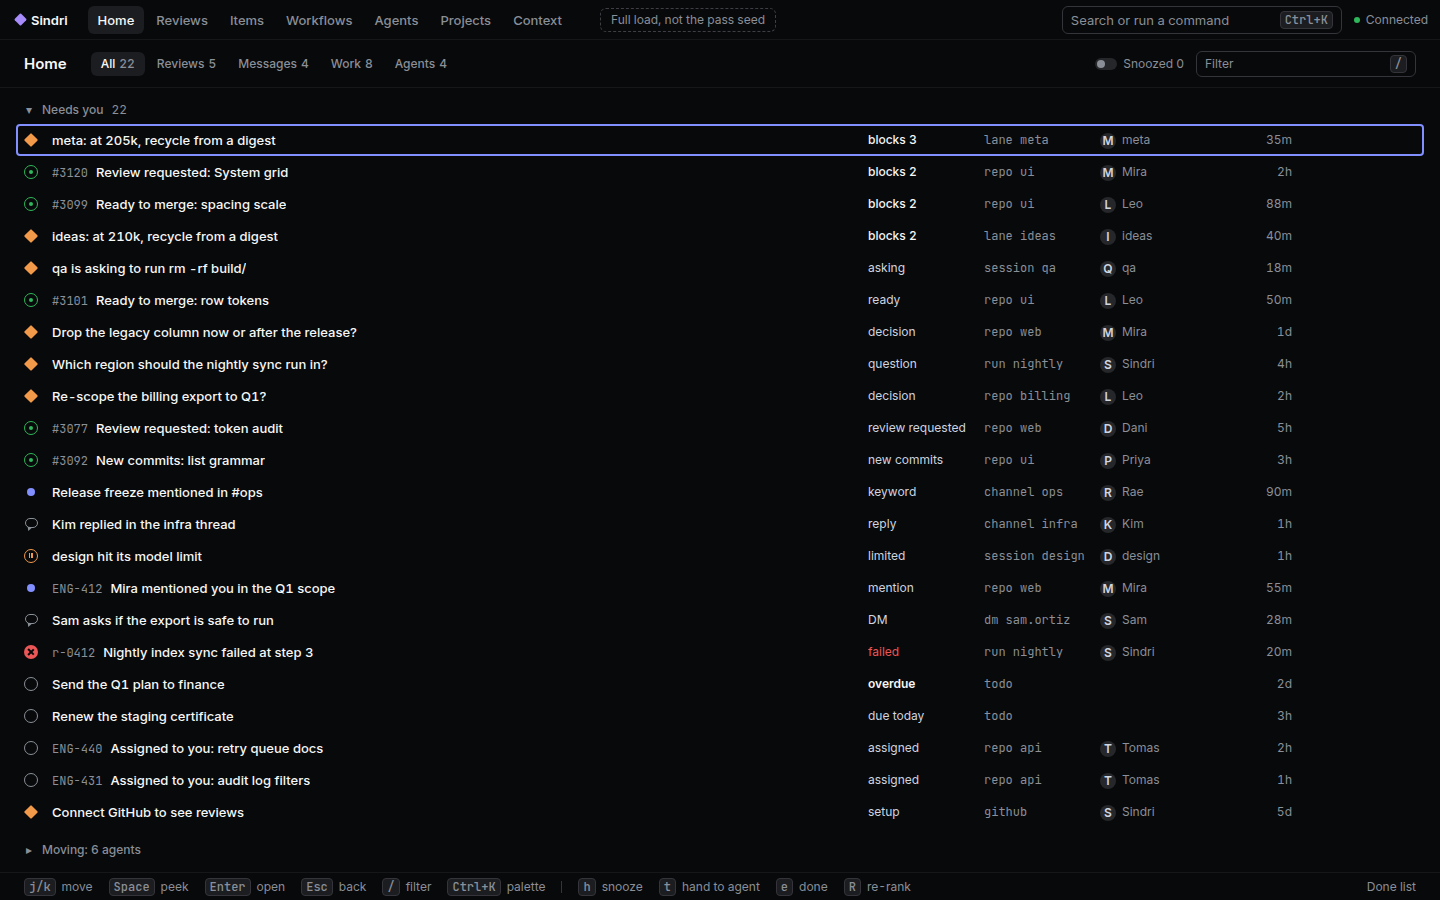 Sindri Home Reviews Items Workflows Agents Projects Context Full load, not the pass seed Search or run a command Ctrl+K Connected
Home All 22 Reviews 5 Messages 4 Work 8 Agents 4 Snoozed 0 Filter /
Needs you 22
meta: at 205k, recycle from a digest blocks 3 lane meta M meta 35m
#3120 Review requested: System grid blocks 2 repo ui M Mira 2h
#3099 Ready to merge: spacing scale blocks 2 repo ui L Leo 88m
ideas: at 210k, recycle from a digest blocks 2 lane ideas I ideas 40m
qa is asking to run rm -rf build/ asking session qa Q qa 18m
#3101 Ready to merge: row tokens ready repo ui L Leo 50m
Drop the legacy column now or after the release? decision repo web M Mira 1d
Which region should the nightly sync run in? question run nightly S Sindri 4h
Re-scope the billing export to Q1? decision repo billing L Leo 2h
#3077 Review requested: token audit review requested repo web D Dani 5h
#3092 New commits: list grammar new commits repo ui P Priya 3h
Release freeze mentioned in #ops keyword channel ops R Rae 90m
Kim replied in the infra thread reply channel infra K Kim 1h
design hit its model limit limited session design D design 1h
ENG-412 Mira mentioned you in the Q1 scope mention repo web M Mira 55m
Sam asks if the export is safe to run DM dm sam.ortiz S Sam 28m
r-0412 Nightly index sync failed at step 3 failed run nightly S Sindri 20m
Send the Q1 plan to finance overdue todo 2d
Renew the staging certificate due today todo 3h
ENG-440 Assigned to you: retry queue docs assigned repo api T Tomas 2h
ENG-431 Assigned to you: audit log filters assigned repo api T Tomas 1h
Connect GitHub to see reviews setup github S Sindri 5d
Moving: 6 agents
j/k move Space peek Enter open Esc back / filter Ctrl+K palette h snooze t hand to agent e done R re-rank Done list